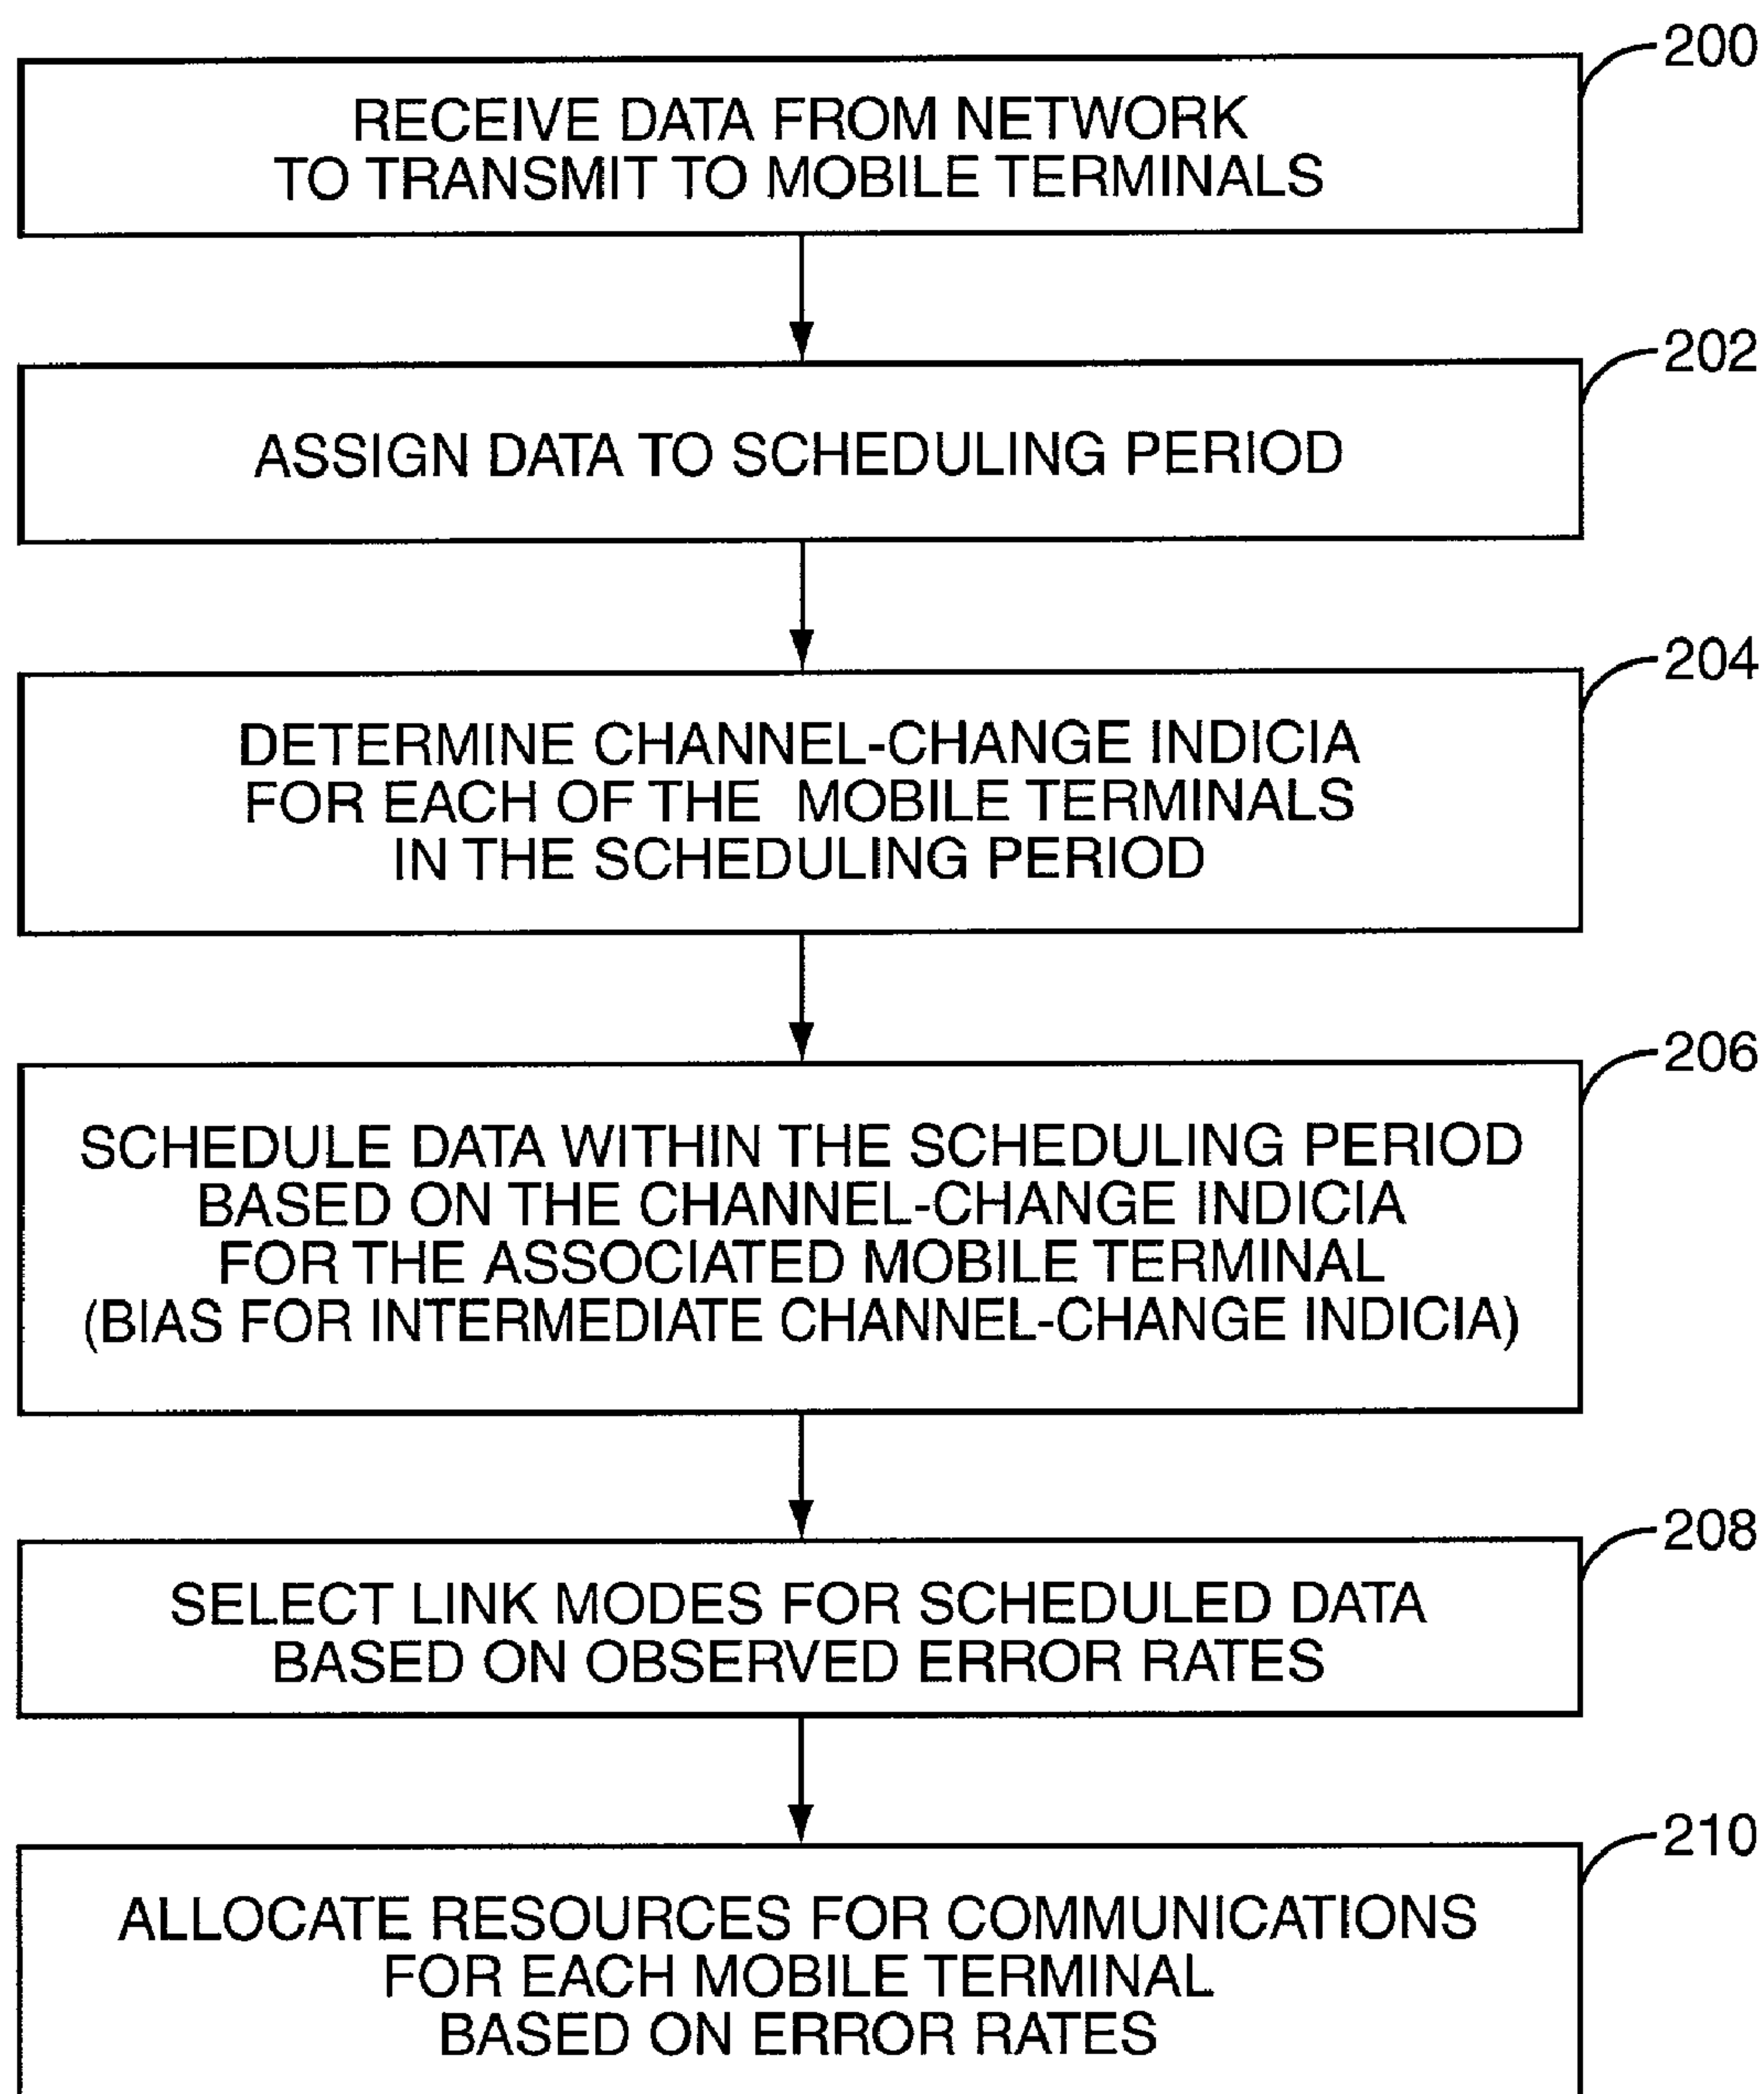 200
RECEIVE DATA FROM NETWORK
TO TRANSMIT TO MOBILE TERMINALS
202
ASSIGN DATA TO SCHEDULING PERIOD
204
DETERMINE CHANNEL-CHANGE INDICIA
FOR EACH OF THE MOBILE TERMINALS
IN THE SCHEDULING PERIOD
206
SCHEDULE DATA WITHIN THE SCHEDULING PERIOD
BASED ON THE CHANNEL-CHANGE INDICIA
FOR THE ASSOCIATED MOBILE TERMINAL
(BIAS FOR INTERMEDIATE CHANNEL-CHANGE INDICIA)
208
SELECT LINK MODES FOR SCHEDULED DATA
BASED ON OBSERVED ERROR RATES
210
ALLOCATE RESOURCES FOR COMMUNICATIONS
FOR EACH MOBILE TERMINAL
BASED ON ERROR RATES